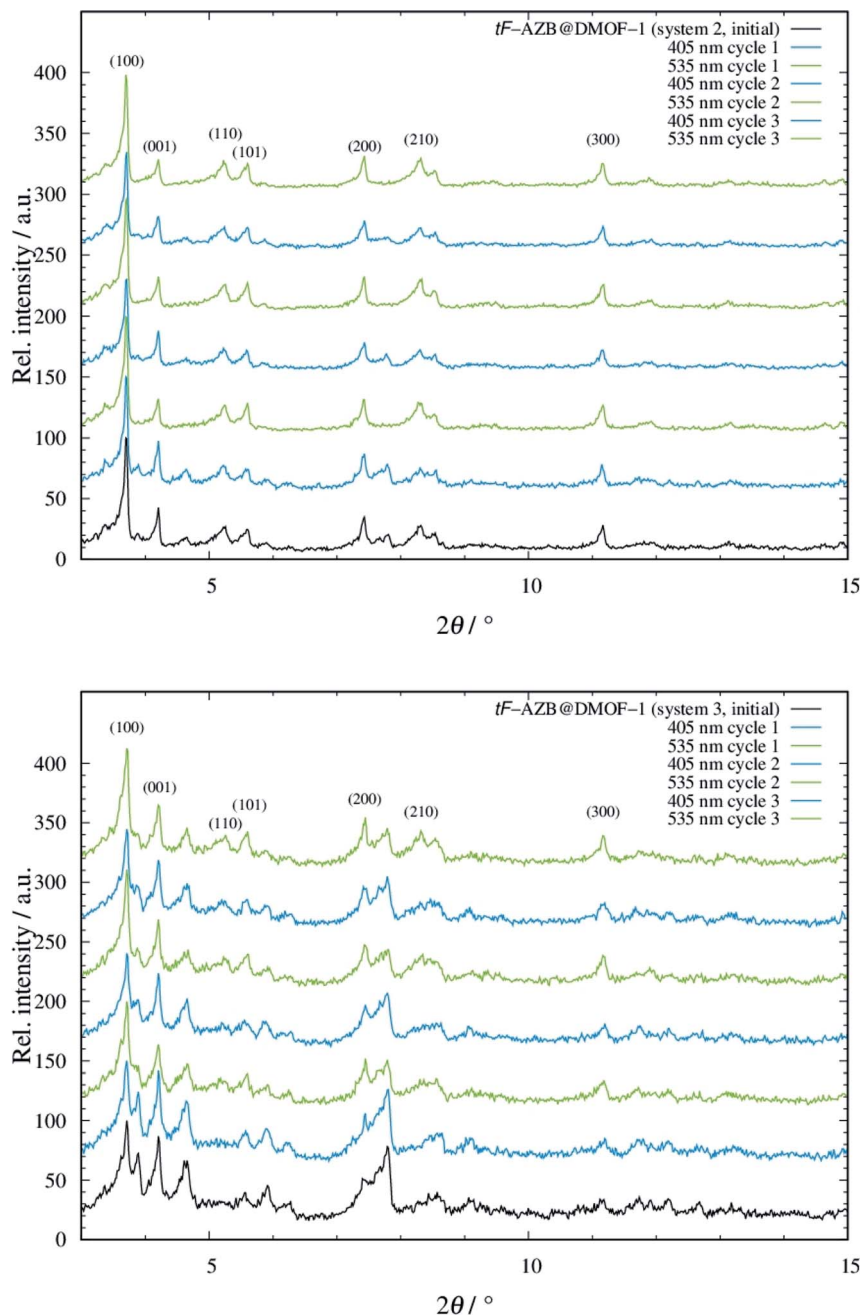 tF-AZB@DMOF-1 (system 2, initial)
405 nm cycle 1
535 nm cycle 1
405 nm cycle 2
535 nm cycle 2
405 nm cycle 3
535 nm cycle 3
(100)
(001)
(110)
(101)
(200)
(210)
(300)
400
350
300
250
200
150
100
50
0
Rel. intensity / a.u.
5
10
15
2θ / °
tF-AZB@DMOF-1 (system 3, initial)
405 nm cycle 1
535 nm cycle 1
405 nm cycle 2
535 nm cycle 2
405 nm cycle 3
535 nm cycle 3
(100)
(001)
(110)
(101)
(200)
(210)
(300)
400
350
300
250
200
150
100
50
0
Rel. intensity / a.u.
5
10
15
2θ / °